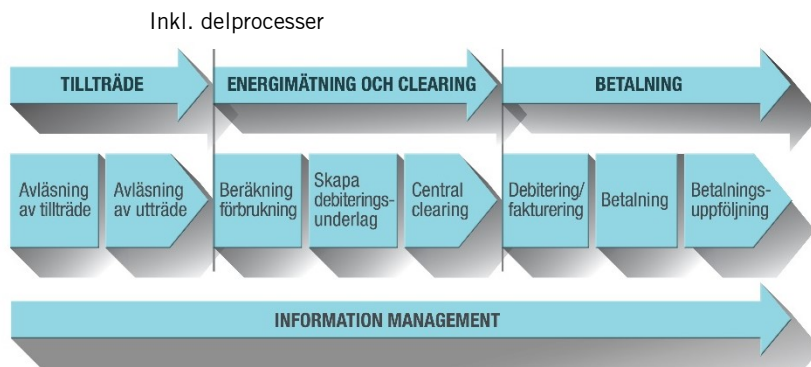 Inkl. delprocesser
TILLTRÄDE
ENERGIMÄTNING OCH CLEARING
BETALNING
Avläsning
av tillträde
Avläsning
av utträde
Beräkning
förbrukning
Skapa
debiterings-
underlag
Central
clearing
Debitering/
fakturering
Betalning
Betalnings-
uppföljning
INFORMATION MANAGEMENT